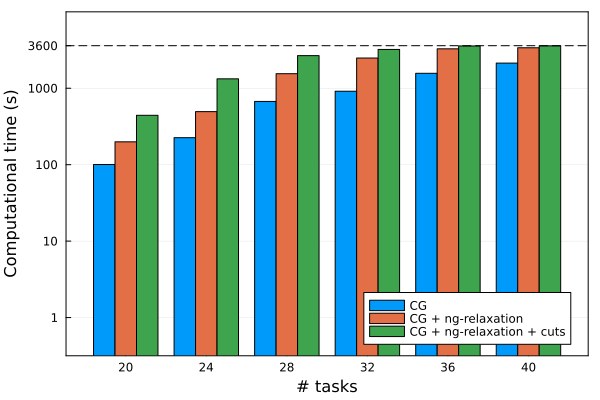 Computational time (s)
3600
1000
100
10
1
20 24 28 32 36 40
# tasks
CG
CG + ng-relaxation
CG + ng-relaxation + cuts